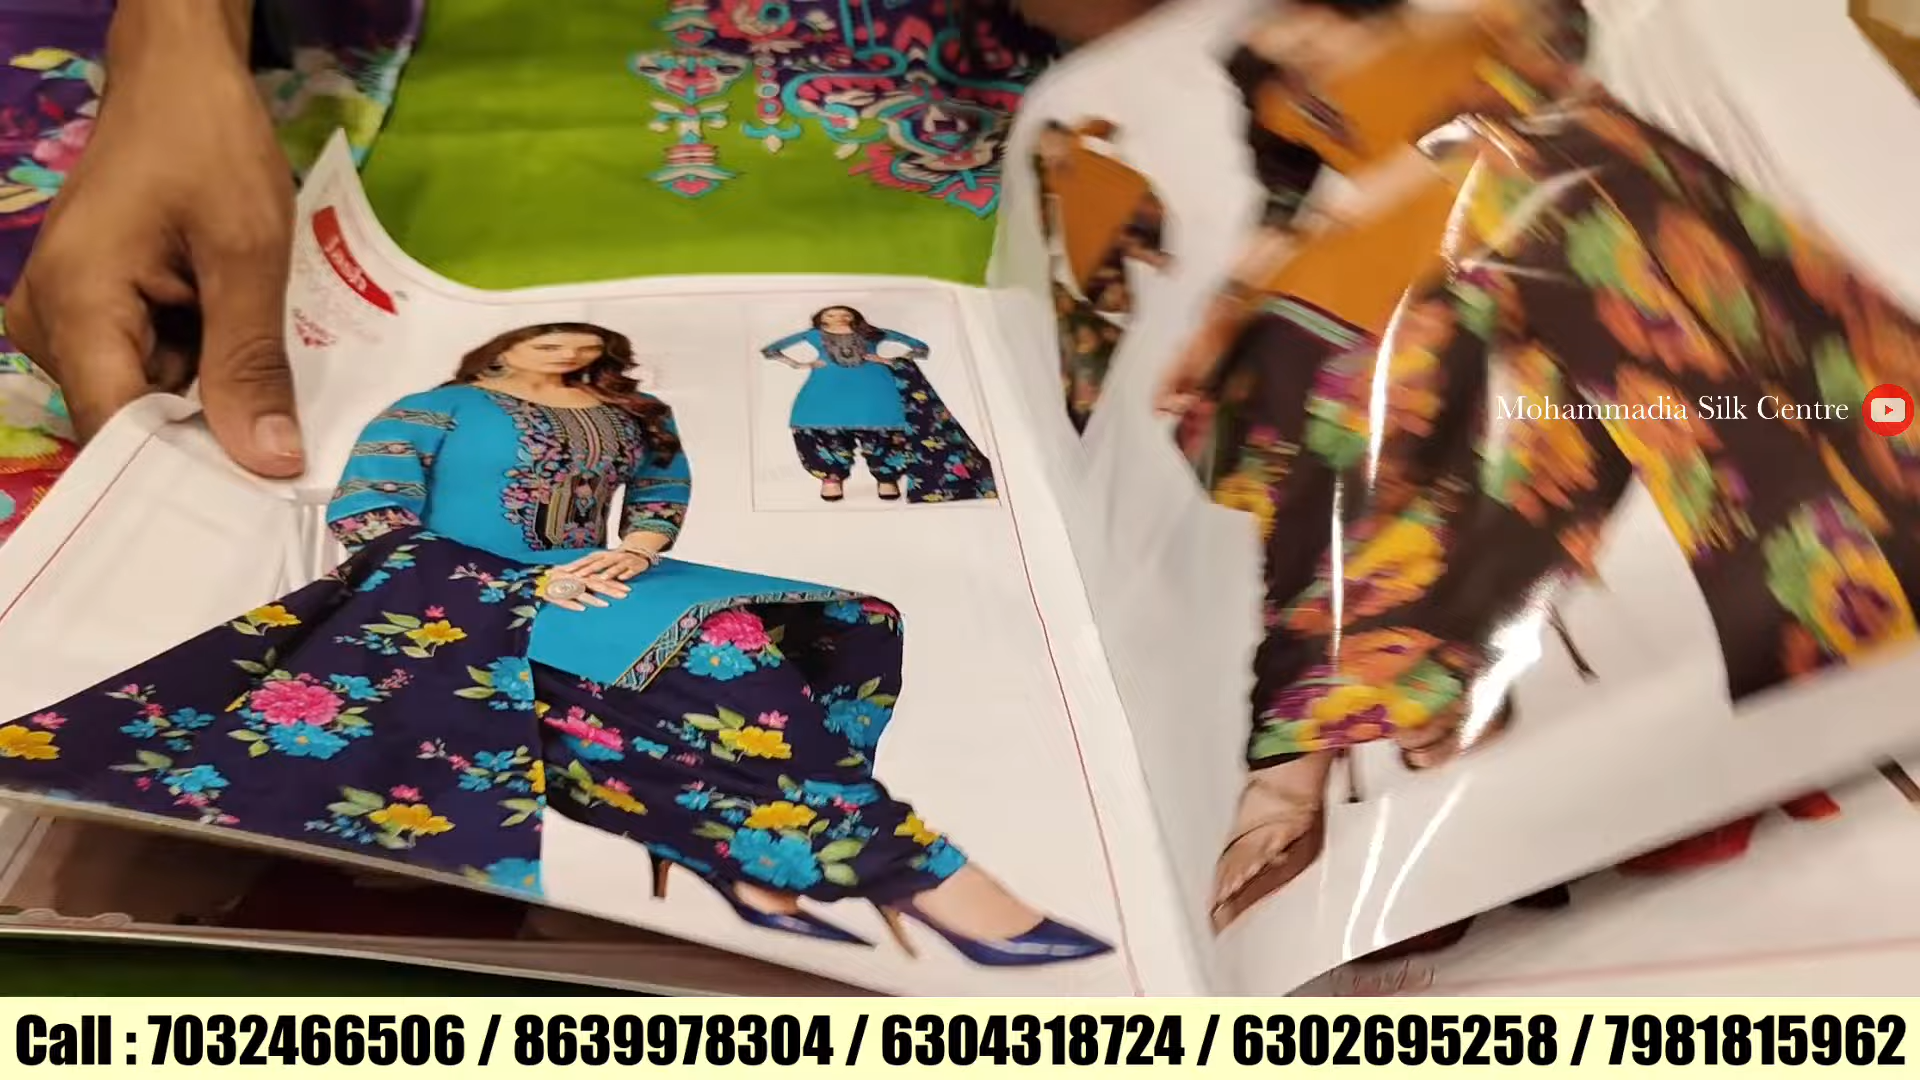 Mohammadia Silk Centre
Call : 7032466506 / 8639978304 / 6304318724 / 6302695258 / 7981815962